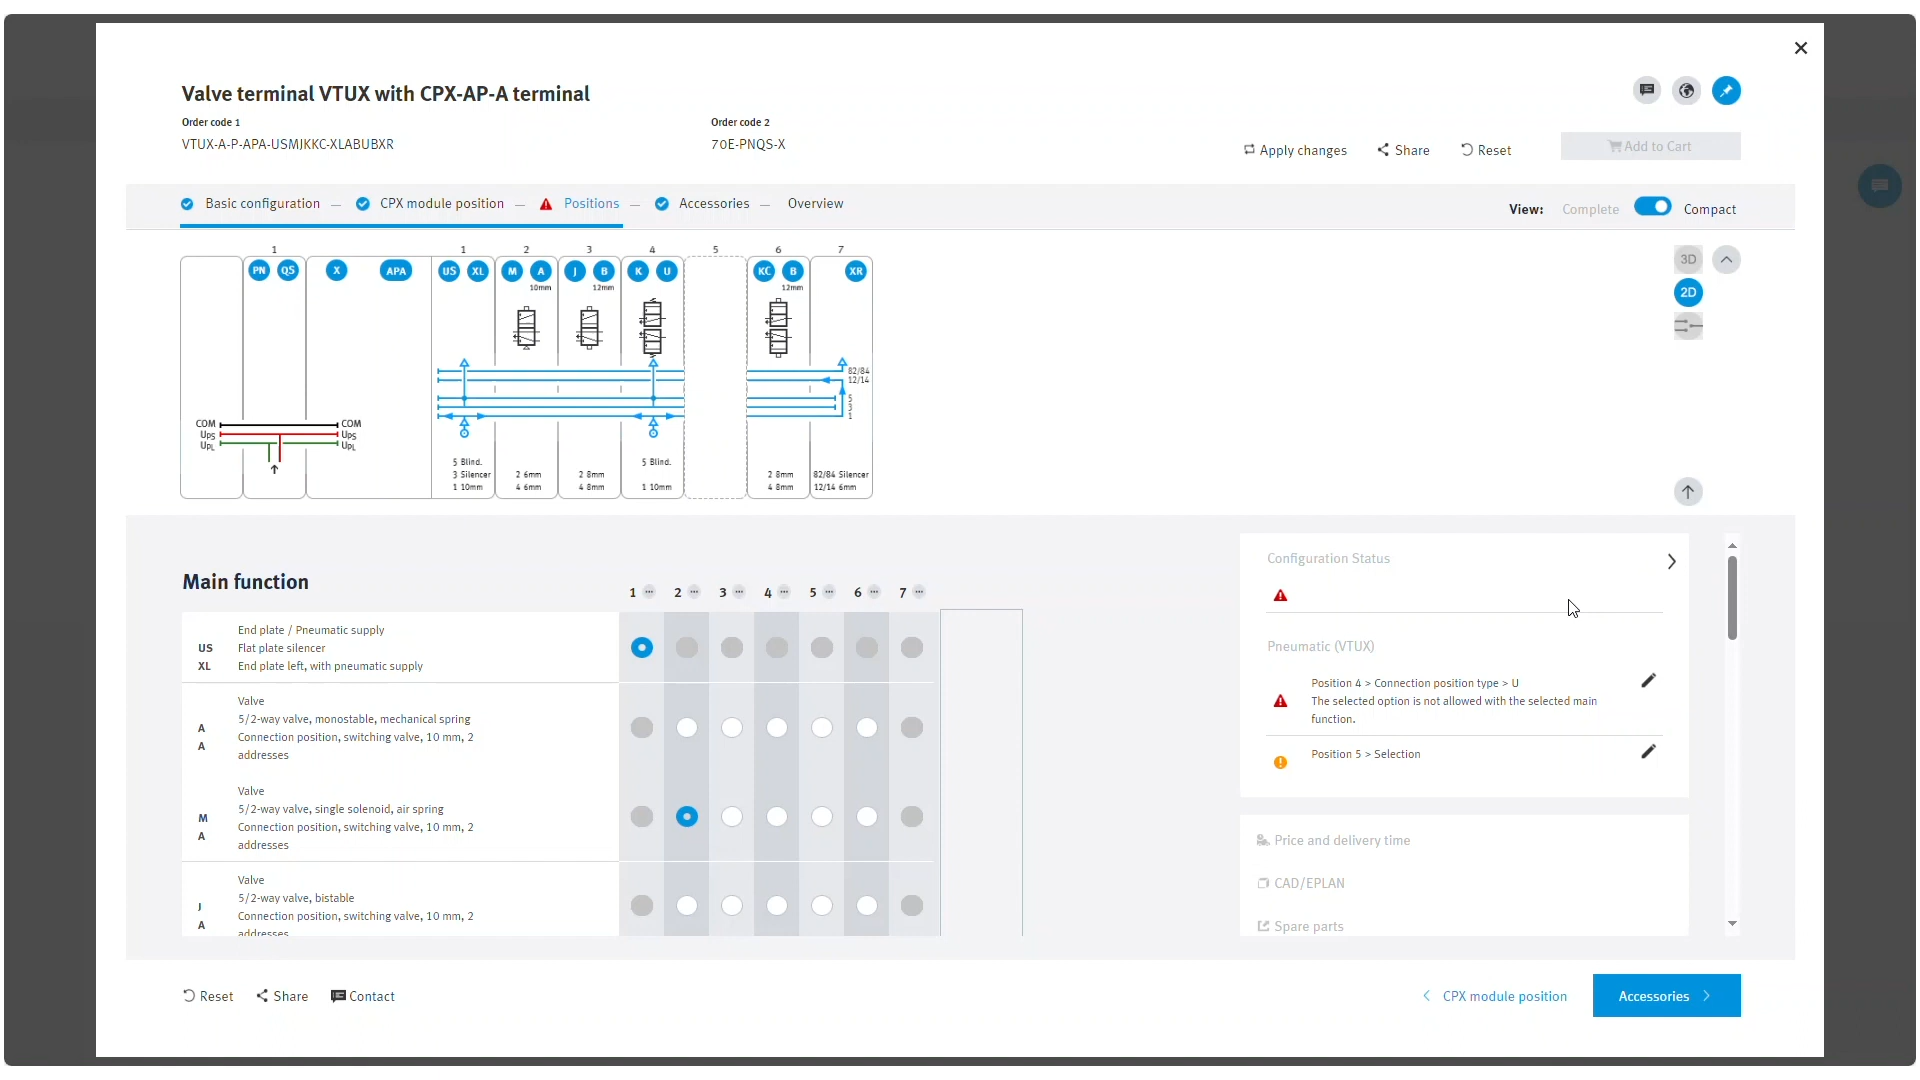 Valve terminal VTUX with CPX-AP-A terminal
Order code 1
VTUX-A-P-APA-USMJKKC-XLABUBXR
Order code 2
70E-PNQS-X
Apply changes
Share
Reset
Add to Cart
Basic configuration
CPX module position
Positions
Accessories
Overview
View:
Complete
Compact
1
1
2
3
4
5
6
7
PN
QS
X
APA
US
XL
M
A
J
B
K
U
KC
B
XR
10mm
12mm
12mm
3D
2D
82/84
12/14
5
3
1
COM
UPS
UPL
COM
UPS
UPL
5 Blind.
3 Silencer
1 10mm
2 6mm
4 6mm
2 8mm
4 8mm
5 Blind.
1 10mm
2 8mm
4 8mm
82/84 Silencer
12/14 6mm
Main function
1
2
3
4
5
6
7
US
XL
End plate / Pneumatic supply
Flat plate silencer
End plate left, with pneumatic supply
A
A
Valve
5/2-way valve, monostable, mechanical spring
Connection position, switching valve, 10 mm, 2
addresses
M
A
Valve
5/2-way valve, single solenoid, air spring
Connection position, switching valve, 10 mm, 2
addresses
J
A
Valve
5/2-way valve, bistable
Connection position, switching valve, 10 mm, 2
addresses
Configuration Status
Pneumatic (VTUX)
Position 4 > Connection position type > U
The selected option is not allowed with the selected main
function.
Position 5 > Selection
Price and delivery time
CAD/EPLAN
Spare parts
Reset
Share
Contact
CPX module position
Accessories